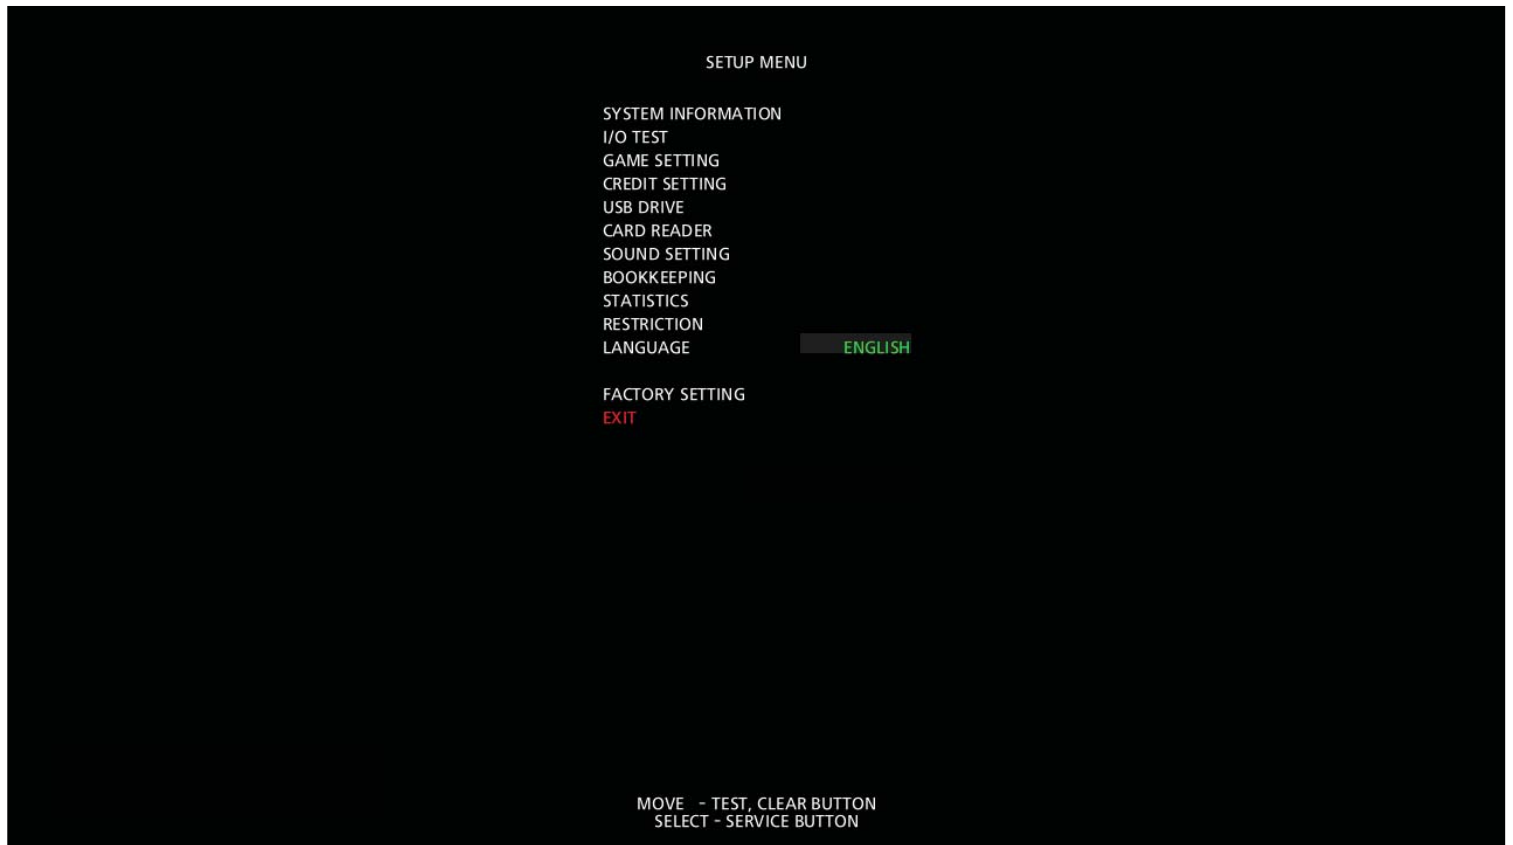 SETUP MENU
SYSTEM INFORMATION
I/O TEST
GAME SETTING
CREDIT SETTING
USB DRIVE
CARD READER
SOUND SETTING
BOOKKEEPING
STATISTICS
RESTRICTION
LANGUAGE ENGLISH
FACTORY SETTING
EXIT
MOVE - TEST, CLEAR BUTTON
SELECT - SERVICE BUTTON